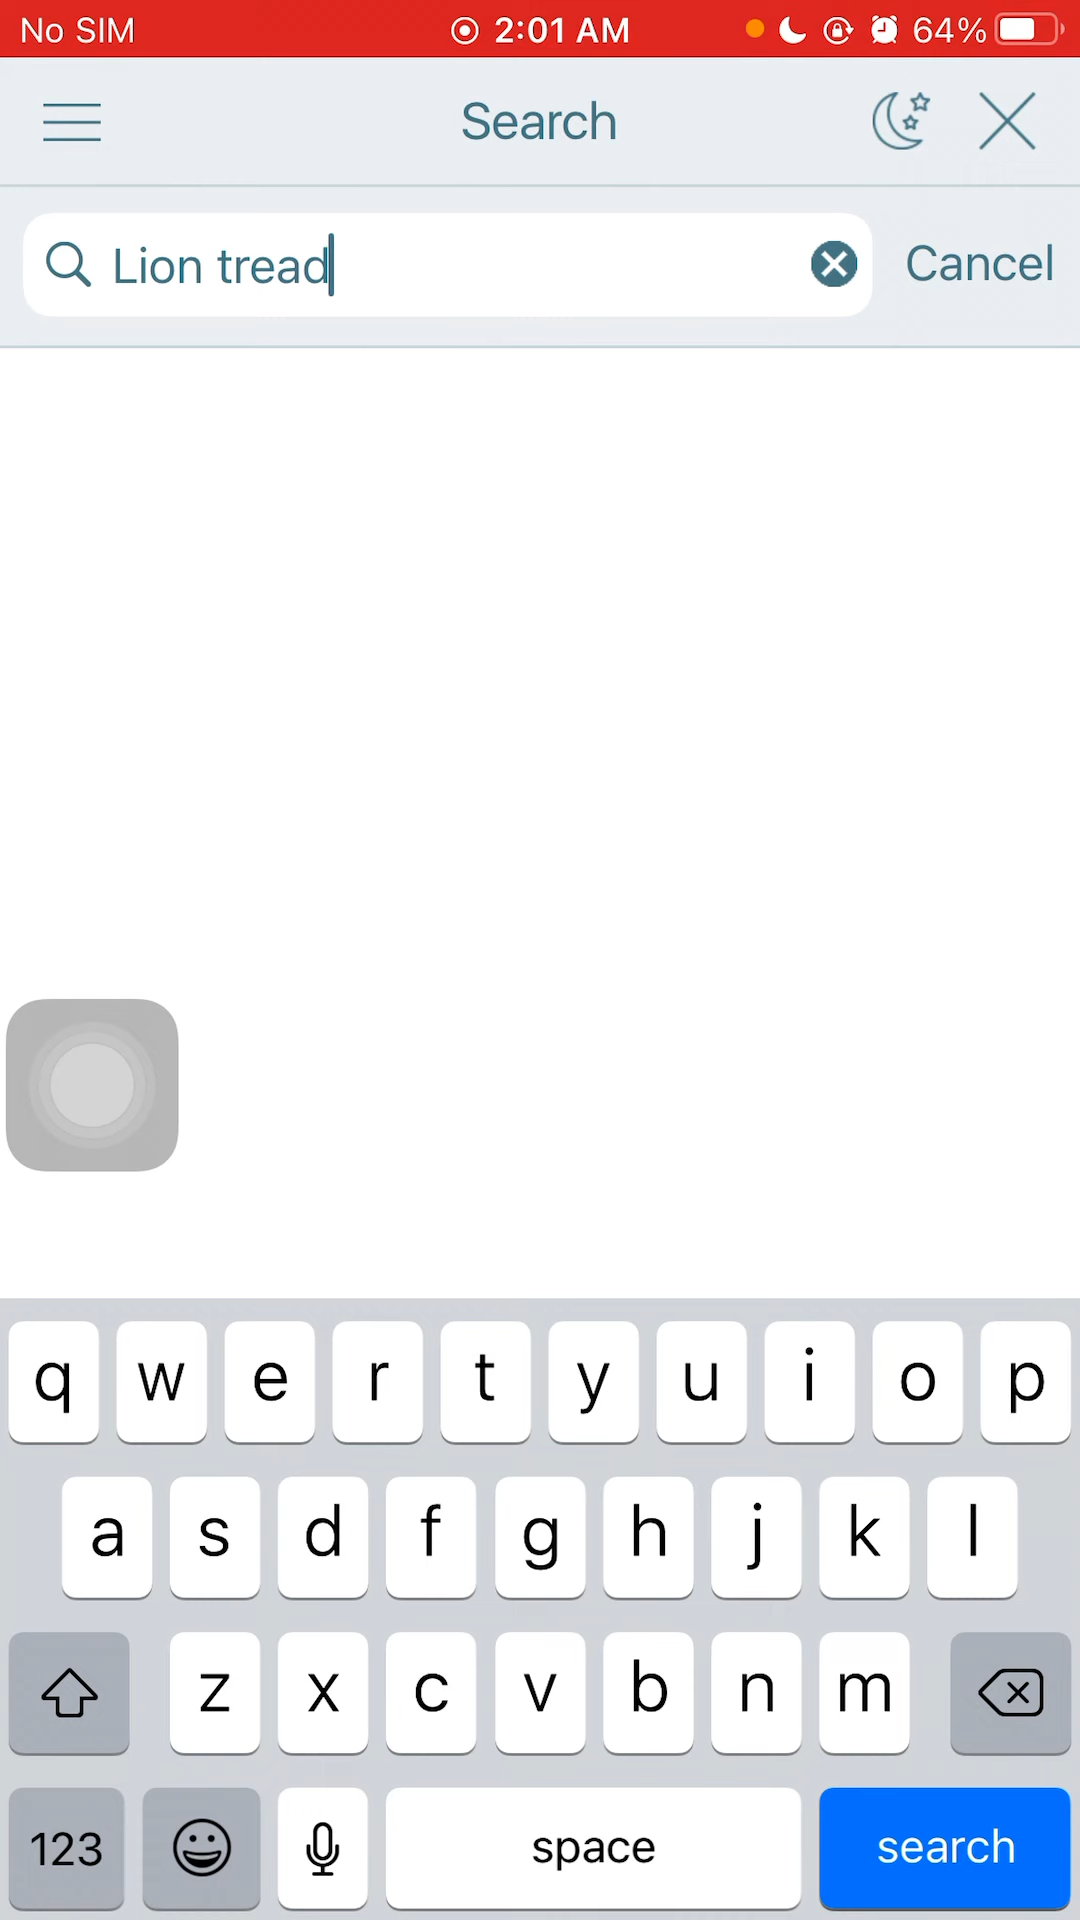 No SIM 2:01 AM 64%
Search
Lion tread Cancel
q w e r t y u i o p
a s d f g h j k l
z x c v b n m
123 space search